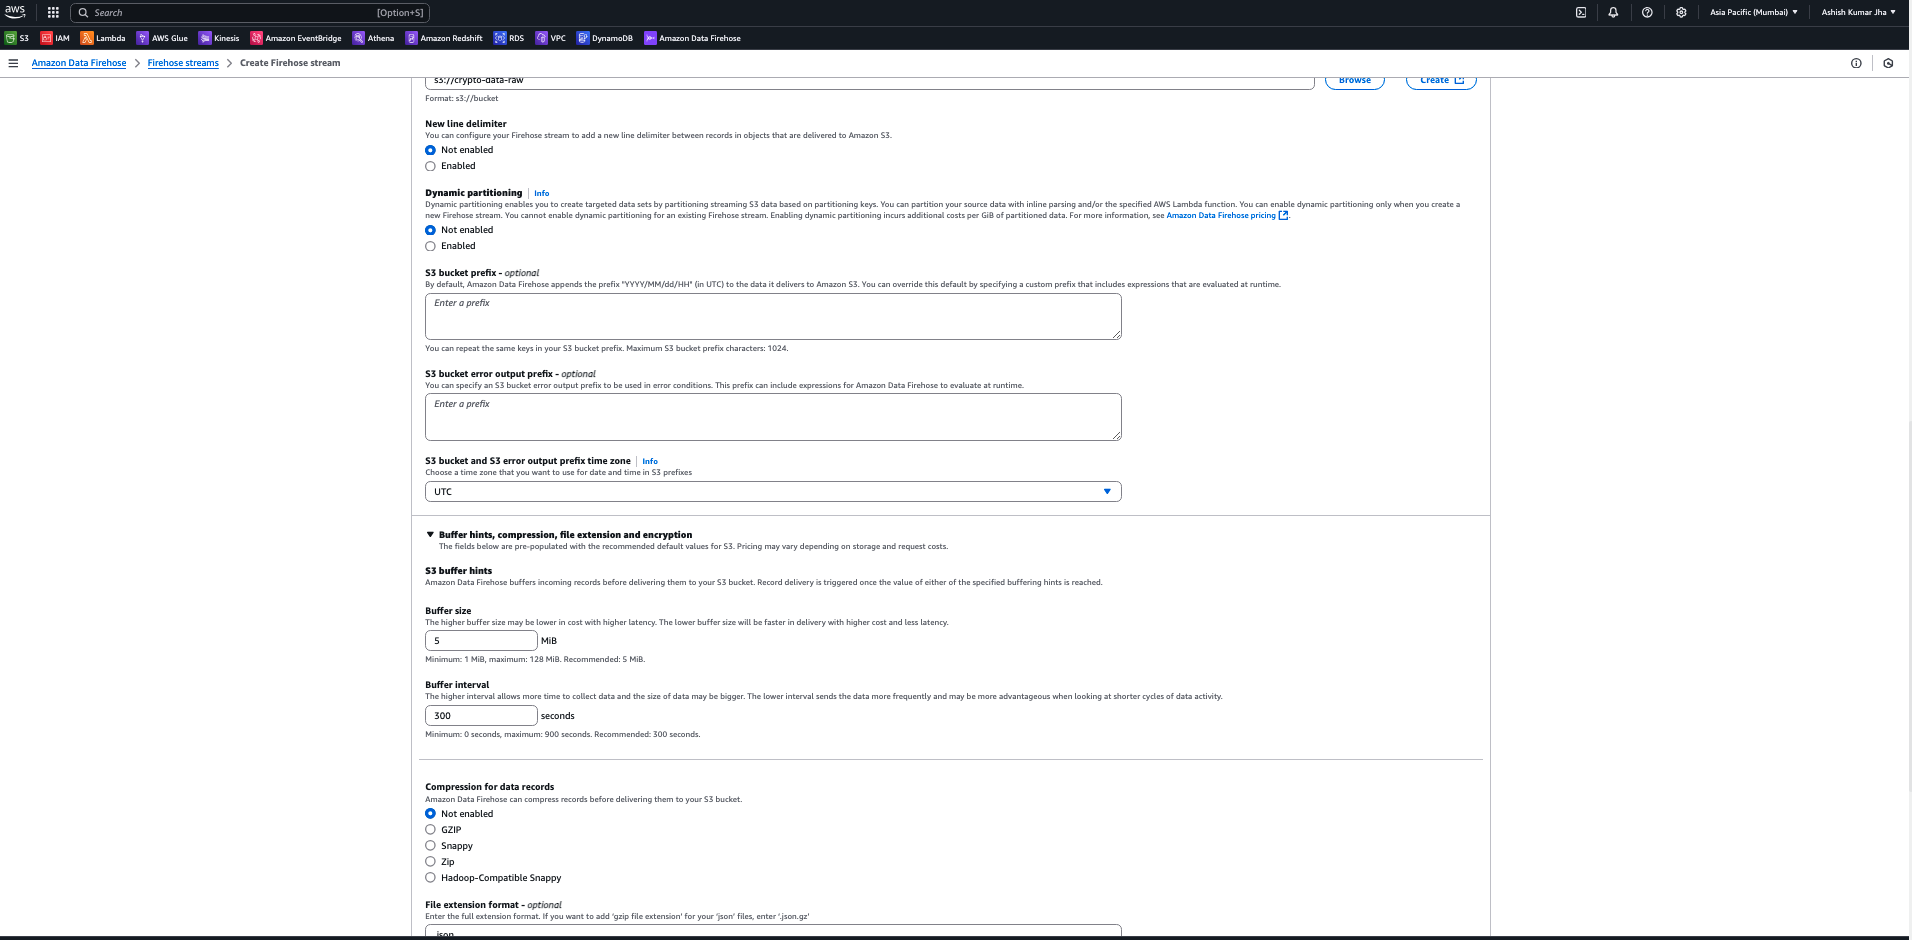 aws
Search
[Option+S]
Asia Pacific (Mumbai)
Ashish Kumar Jha
S3
IAM
Lambda
AWS Glue
Kinesis
Amazon EventBridge
Athena
Amazon Redshift
RDS
VPC
DynamoDB
Amazon Data Firehose
Amazon Data Firehose
Firehose streams
Create Firehose stream
s3://crypto-data-raw
Browse
Create
Format: s3://bucket
New line delimiter
You can configure your Firehose stream to add a new line delimiter between records in objects that are delivered to Amazon S3.
Not enabled
Enabled
Dynamic partitioning
Info
Dynamic partitioning enables you to create targeted data sets by partitioning streaming S3 data based on partitioning keys. You can partition your source data with inline parsing and/or the specified AWS Lambda function. You can enable dynamic partitioning only when you create a
new Firehose stream. You cannot enable dynamic partitioning for an existing Firehose stream. Enabling dynamic partitioning incurs additional costs per GiB of partitioned data. For more information, see Amazon Data Firehose pricing .
Not enabled
Enabled
S3 bucket prefix - optional
By default, Amazon Data Firehose appends the prefix "YYYY/MM/dd/HH" (in UTC) to the data it delivers to Amazon S3. You can override this default by specifying a custom prefix that includes expressions that are evaluated at runtime.
Enter a prefix
You can repeat the same keys in your S3 bucket prefix. Maximum S3 bucket prefix characters: 1024.
S3 bucket error output prefix - optional
You can specify an S3 bucket error output prefix to be used in error conditions. This prefix can include expressions for Amazon Data Firehose to evaluate at runtime.
Enter a prefix
S3 bucket and S3 error output prefix time zone
Info
Choose a time zone that you want to use for date and time in S3 prefixes
UTC
Buffer hints, compression, file extension and encryption
The fields below are pre-populated with the recommended default values for S3. Pricing may vary depending on storage and request costs.
S3 buffer hints
Amazon Data Firehose buffers incoming records before delivering them to your S3 bucket. Record delivery is triggered once the value of either of the specified buffering hints is reached.
Buffer size
The higher buffer size may be lower in cost with higher latency. The lower buffer size will be faster in delivery with higher cost and less latency.
5
MiB
Minimum: 1 MiB, maximum: 128 MiB. Recommended: 5 MiB.
Buffer interval
The higher interval allows more time to collect data and the size of data may be bigger. The lower interval sends the data more frequently and may be more advantageous when looking at shorter cycles of data activity.
300
seconds
Minimum: 0 seconds, maximum: 900 seconds. Recommended: 300 seconds.
Compression for data records
Amazon Data Firehose can compress records before delivering them to your S3 bucket.
Not enabled
GZIP
Snappy
Zip
Hadoop-Compatible Snappy
File extension format - optional
Enter the full extension format. If you want to add 'gzip file extension' for your 'json' files, enter '.json.gz'
.json